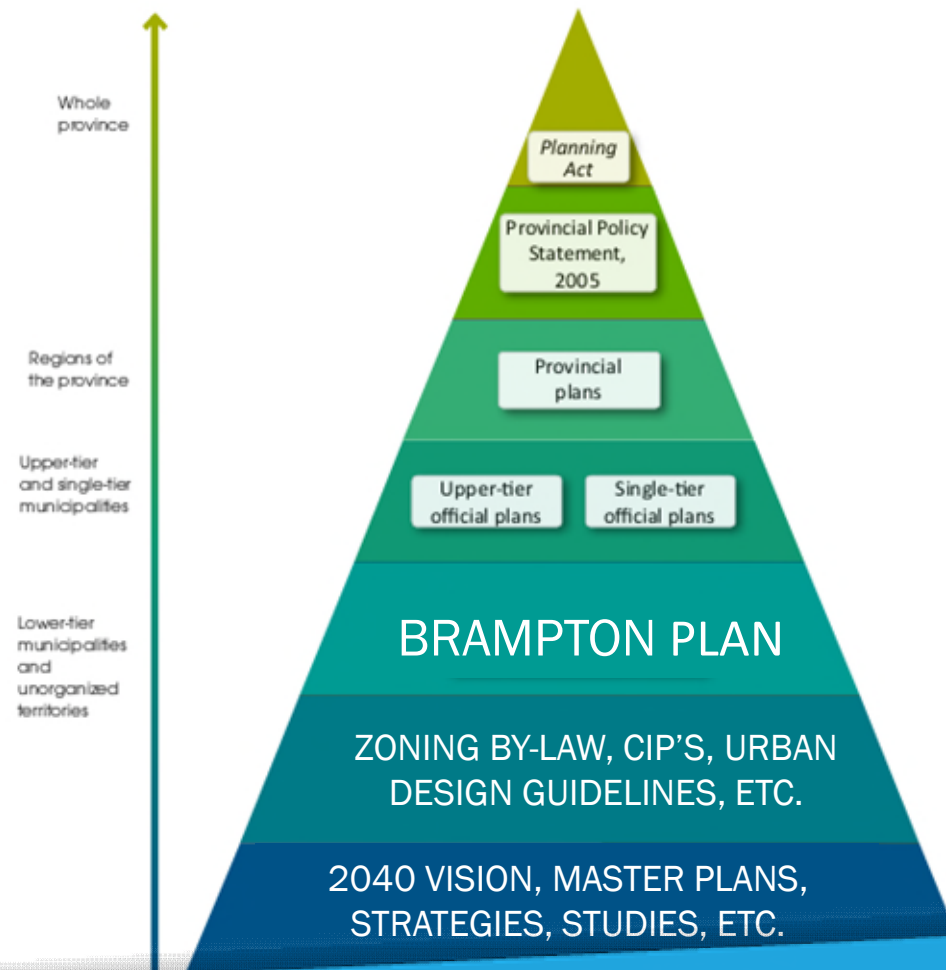 Whole
province
Planning
Act
Provincial Policy
Statement,
2005
Regions of
the province
Provincial
plans
Upper-tier
and single-tier
municipalities
Upper-tier
official plans
Single-tier
official plans
Lower-tier
municipalities
and
unorganized
territories
BRAMPTON PLAN
ZONING BY-LAW, CIP'S, URBAN
DESIGN GUIDELINES, ETC.
2040 VISION, MASTER PLANS,
STRATEGIES, STUDIES, ETC.